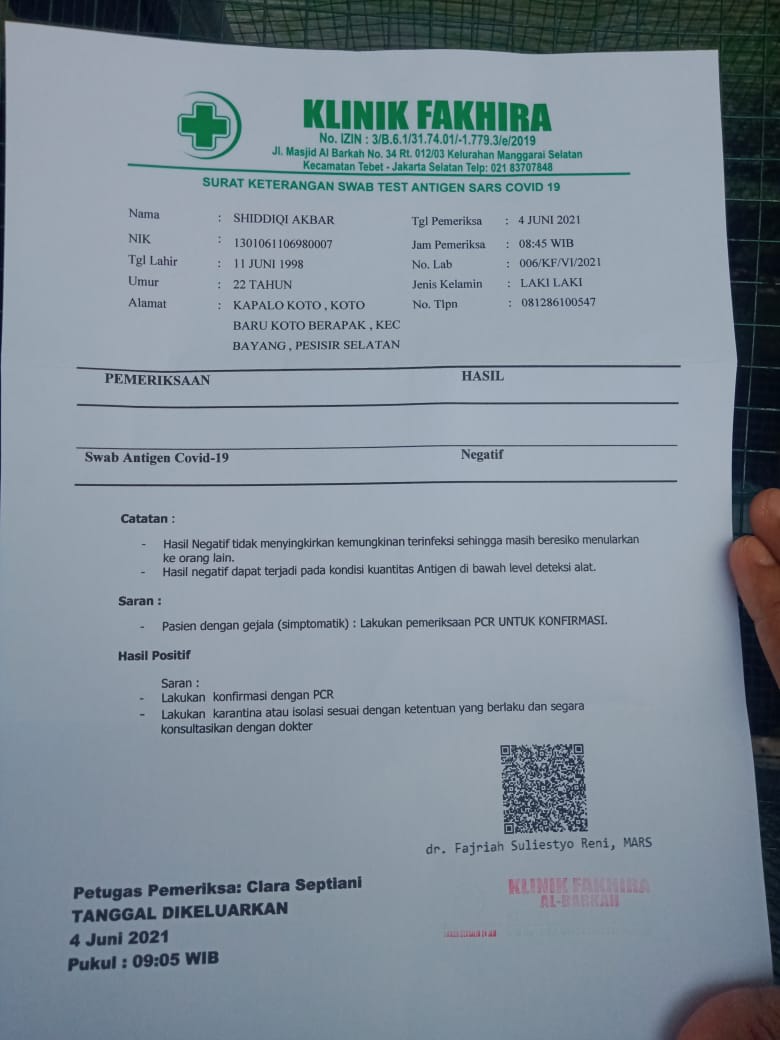 KLINIK FAKHIRA
No. IZIN : 3/B.6.1/31.74.01/-1.779.3/e/2019
Jl. Masjid Al Barkah No. 34 Rt. 012/03 Kelurahan Manggarai Selatan
Kecamatan Tebet - Jakarta Selatan Telp: 021 83707848
SURAT KETERANGAN SWAB TEST ANTIGEN SARS COVID 19
Nama : SHIDDIQI AKBAR Tgl Pemeriksa : 4 JUNI 2021
NIK : 1301061106980007 Jam Pemeriksa : 08:45 WIB
Tgl Lahir : 11 JUNI 1998 No. Lab : 006/KF/VI/2021
Umur : 22 TAHUN Jenis Kelamin : LAKI LAKI
Alamat : KAPALO KOTO , KOTO No. Tlpn : 081286100547
BARU KOTO BERAPAK , KEC
BAYANG , PESISIR SELATAN
PEMERIKSAAN HASIL
Swab Antigen Covid-19 Negatif
Catatan :
- Hasil Negatif tidak menyingkirkan kemungkinan terinfeksi sehingga masih beresiko menularkan
ke orang lain.
- Hasil negatif dapat terjadi pada kondisi kuantitas Antigen di bawah level deteksi alat.
Saran :
- Pasien dengan gejala (simptomatik) : Lakukan pemeriksaan PCR UNTUK KONFIRMASI.
Hasil Positif
Saran :
- Lakukan konfirmasi dengan PCR
- Lakukan karantina atau isolasi sesuai dengan ketentuan yang berlaku dan segara
konsultasikan dengan dokter
dr. Fajriah Suliestyo Reni, MARS
KLINIK FAKHIRA
AL-BARKAH
Petugas Pemeriksa: Clara Septiani
TANGGAL DIKELUARKAN
4 Juni 2021
Pukul : 09:05 WIB